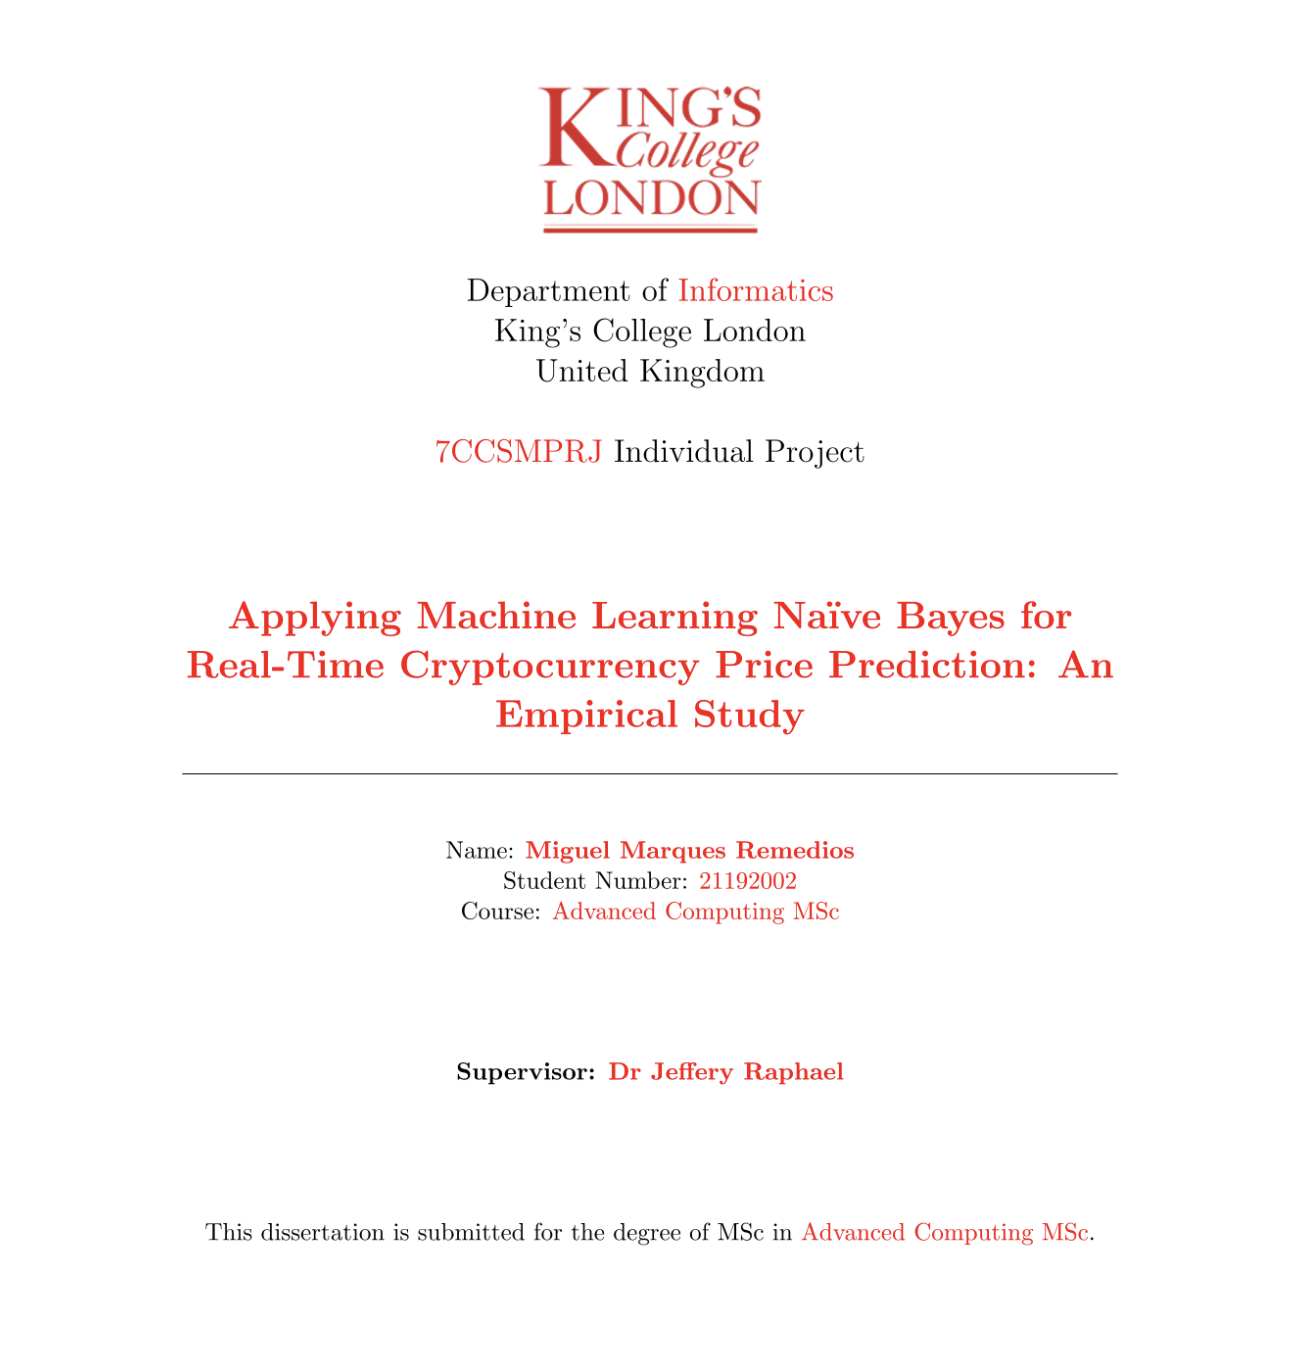 KING'S
College
LONDON
Department of Informatics
King's College London
United Kingdom
7CCSMPRJ Individual Project
Applying Machine Learning Naïve Bayes for
Real-Time Cryptocurrency Price Prediction: An
Empirical Study
Name: Miguel Marques Remedios
Student Number: 21192002
Course: Advanced Computing MSc
Supervisor: Dr Jeffery Raphael
This dissertation is submitted for the degree of MSc in Advanced Computing MSc.